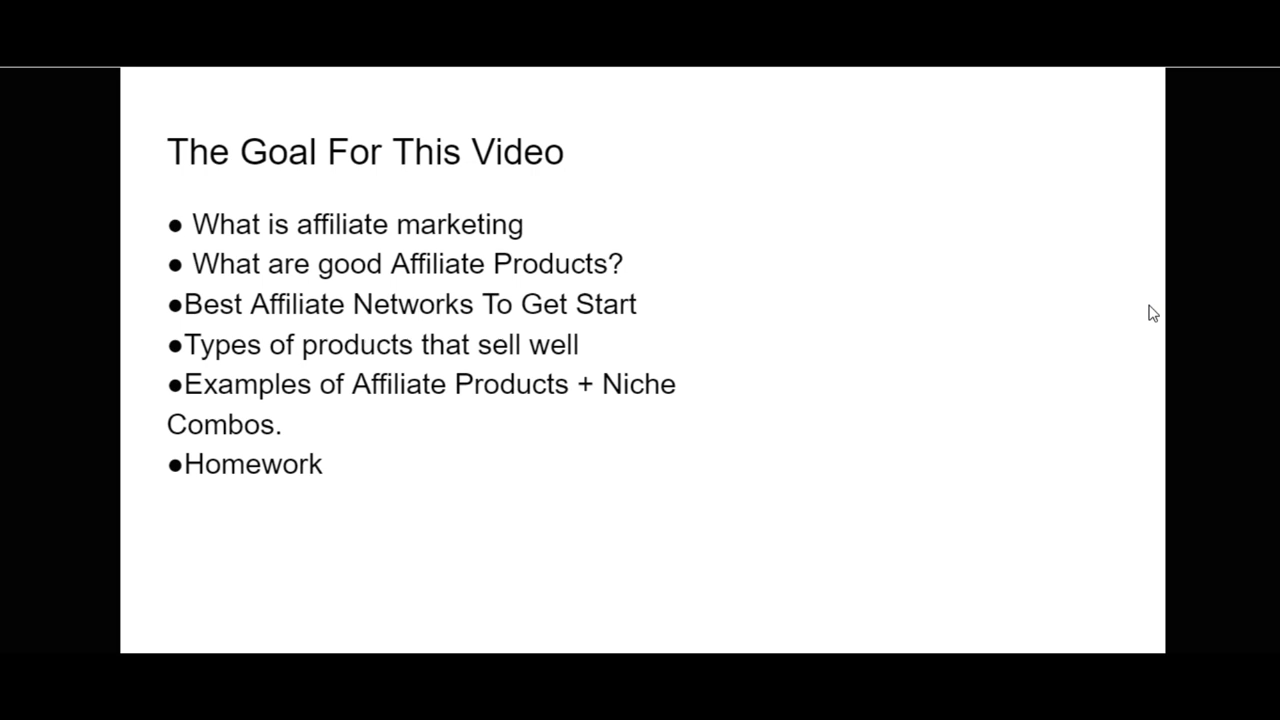 The Goal For This Video
● What is affiliate marketing
● What are good Affiliate Products?
●Best Affiliate Networks To Get Start
●Types of products that sell well
●Examples of Affiliate Products + Niche
Combos.
●Homework